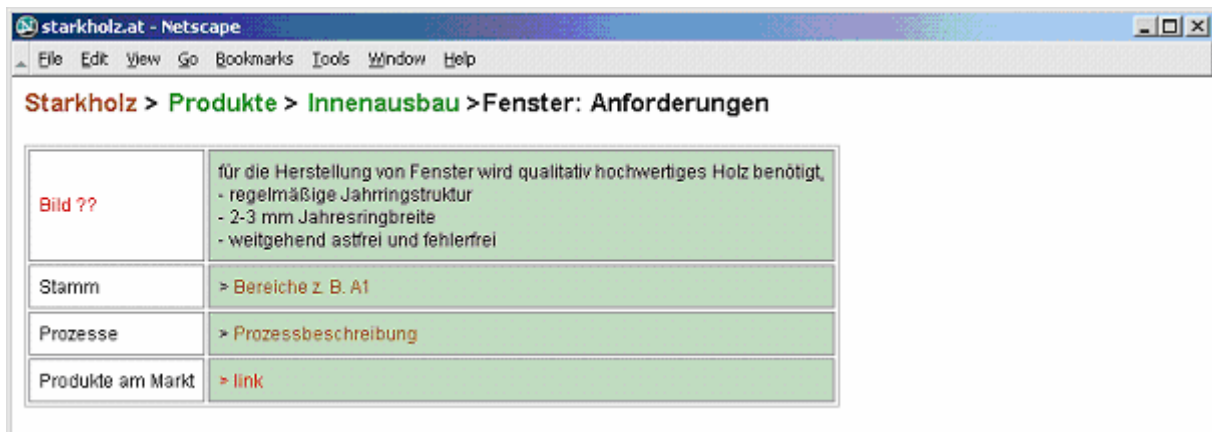 starkholz.at - Netscape
File Edit View Go Bookmarks Tools Window Help
Starkholz > Produkte > Innenausbau >Fenster: Anforderungen
Bild ??
für die Herstellung von Fenster wird qualitativ hochwertiges Holz benötigt,
- regelmäßige Jahrringstruktur
- 2-3 mm Jahresringbreite
- weitgehend astfrei und fehlerfrei
Stamm
> Bereiche z. B. A1
Prozesse
> Prozessbeschreibung
Produkte am Markt
> link